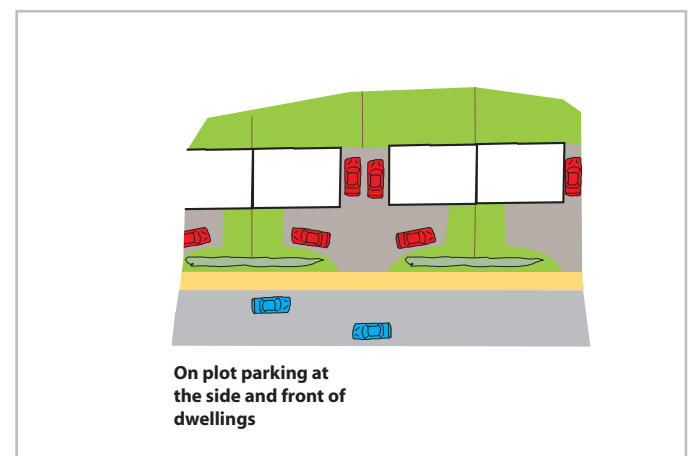 On plot parking at
the side and front of
dwellings